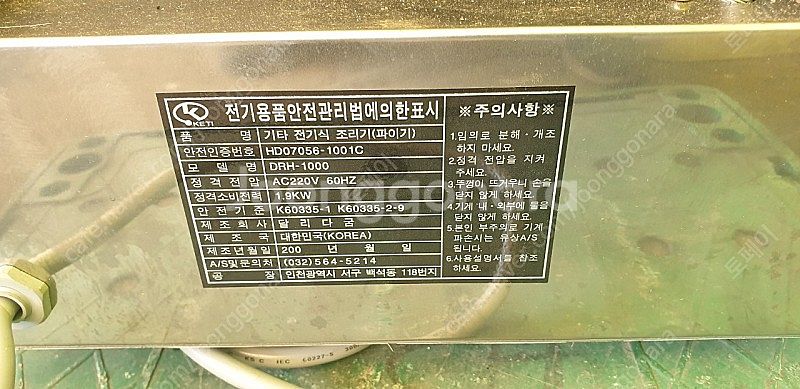 KETI
전기용품안전관리법에의한표시
품 명 기타 전기식 조리기(파이기)
안전인증번호 HD07056-1001C
모 델 명 DRH-1000
정 격 전 압 AC220V 60HZ
정격소비전력 1.9KW
안 전 기 준 K60335-1 K60335-2-9
제 조 회 사 달 리 다 굼
제 조 국 대한민국(KOREA)
제조년월일 200 년 월 일
A/S및문의처 (032)564-5214
공 장 인천광역시 서구 백석동 118번지
※주의사항※
1.임의로 분해·개조
하지 마세요.
2.정격 전압을 지켜
주세요.
3.뚜껑이 뜨거우니 손을
닫지 않게 하세요.
4.기계 내·외부에 물을
닫지 않게 하세요.
5.본인 부주의로 기계
파손시는 유상A/S
됩니다.
6.사용설명서를 참조
하세요.
IEC 60227-5
joonggonara